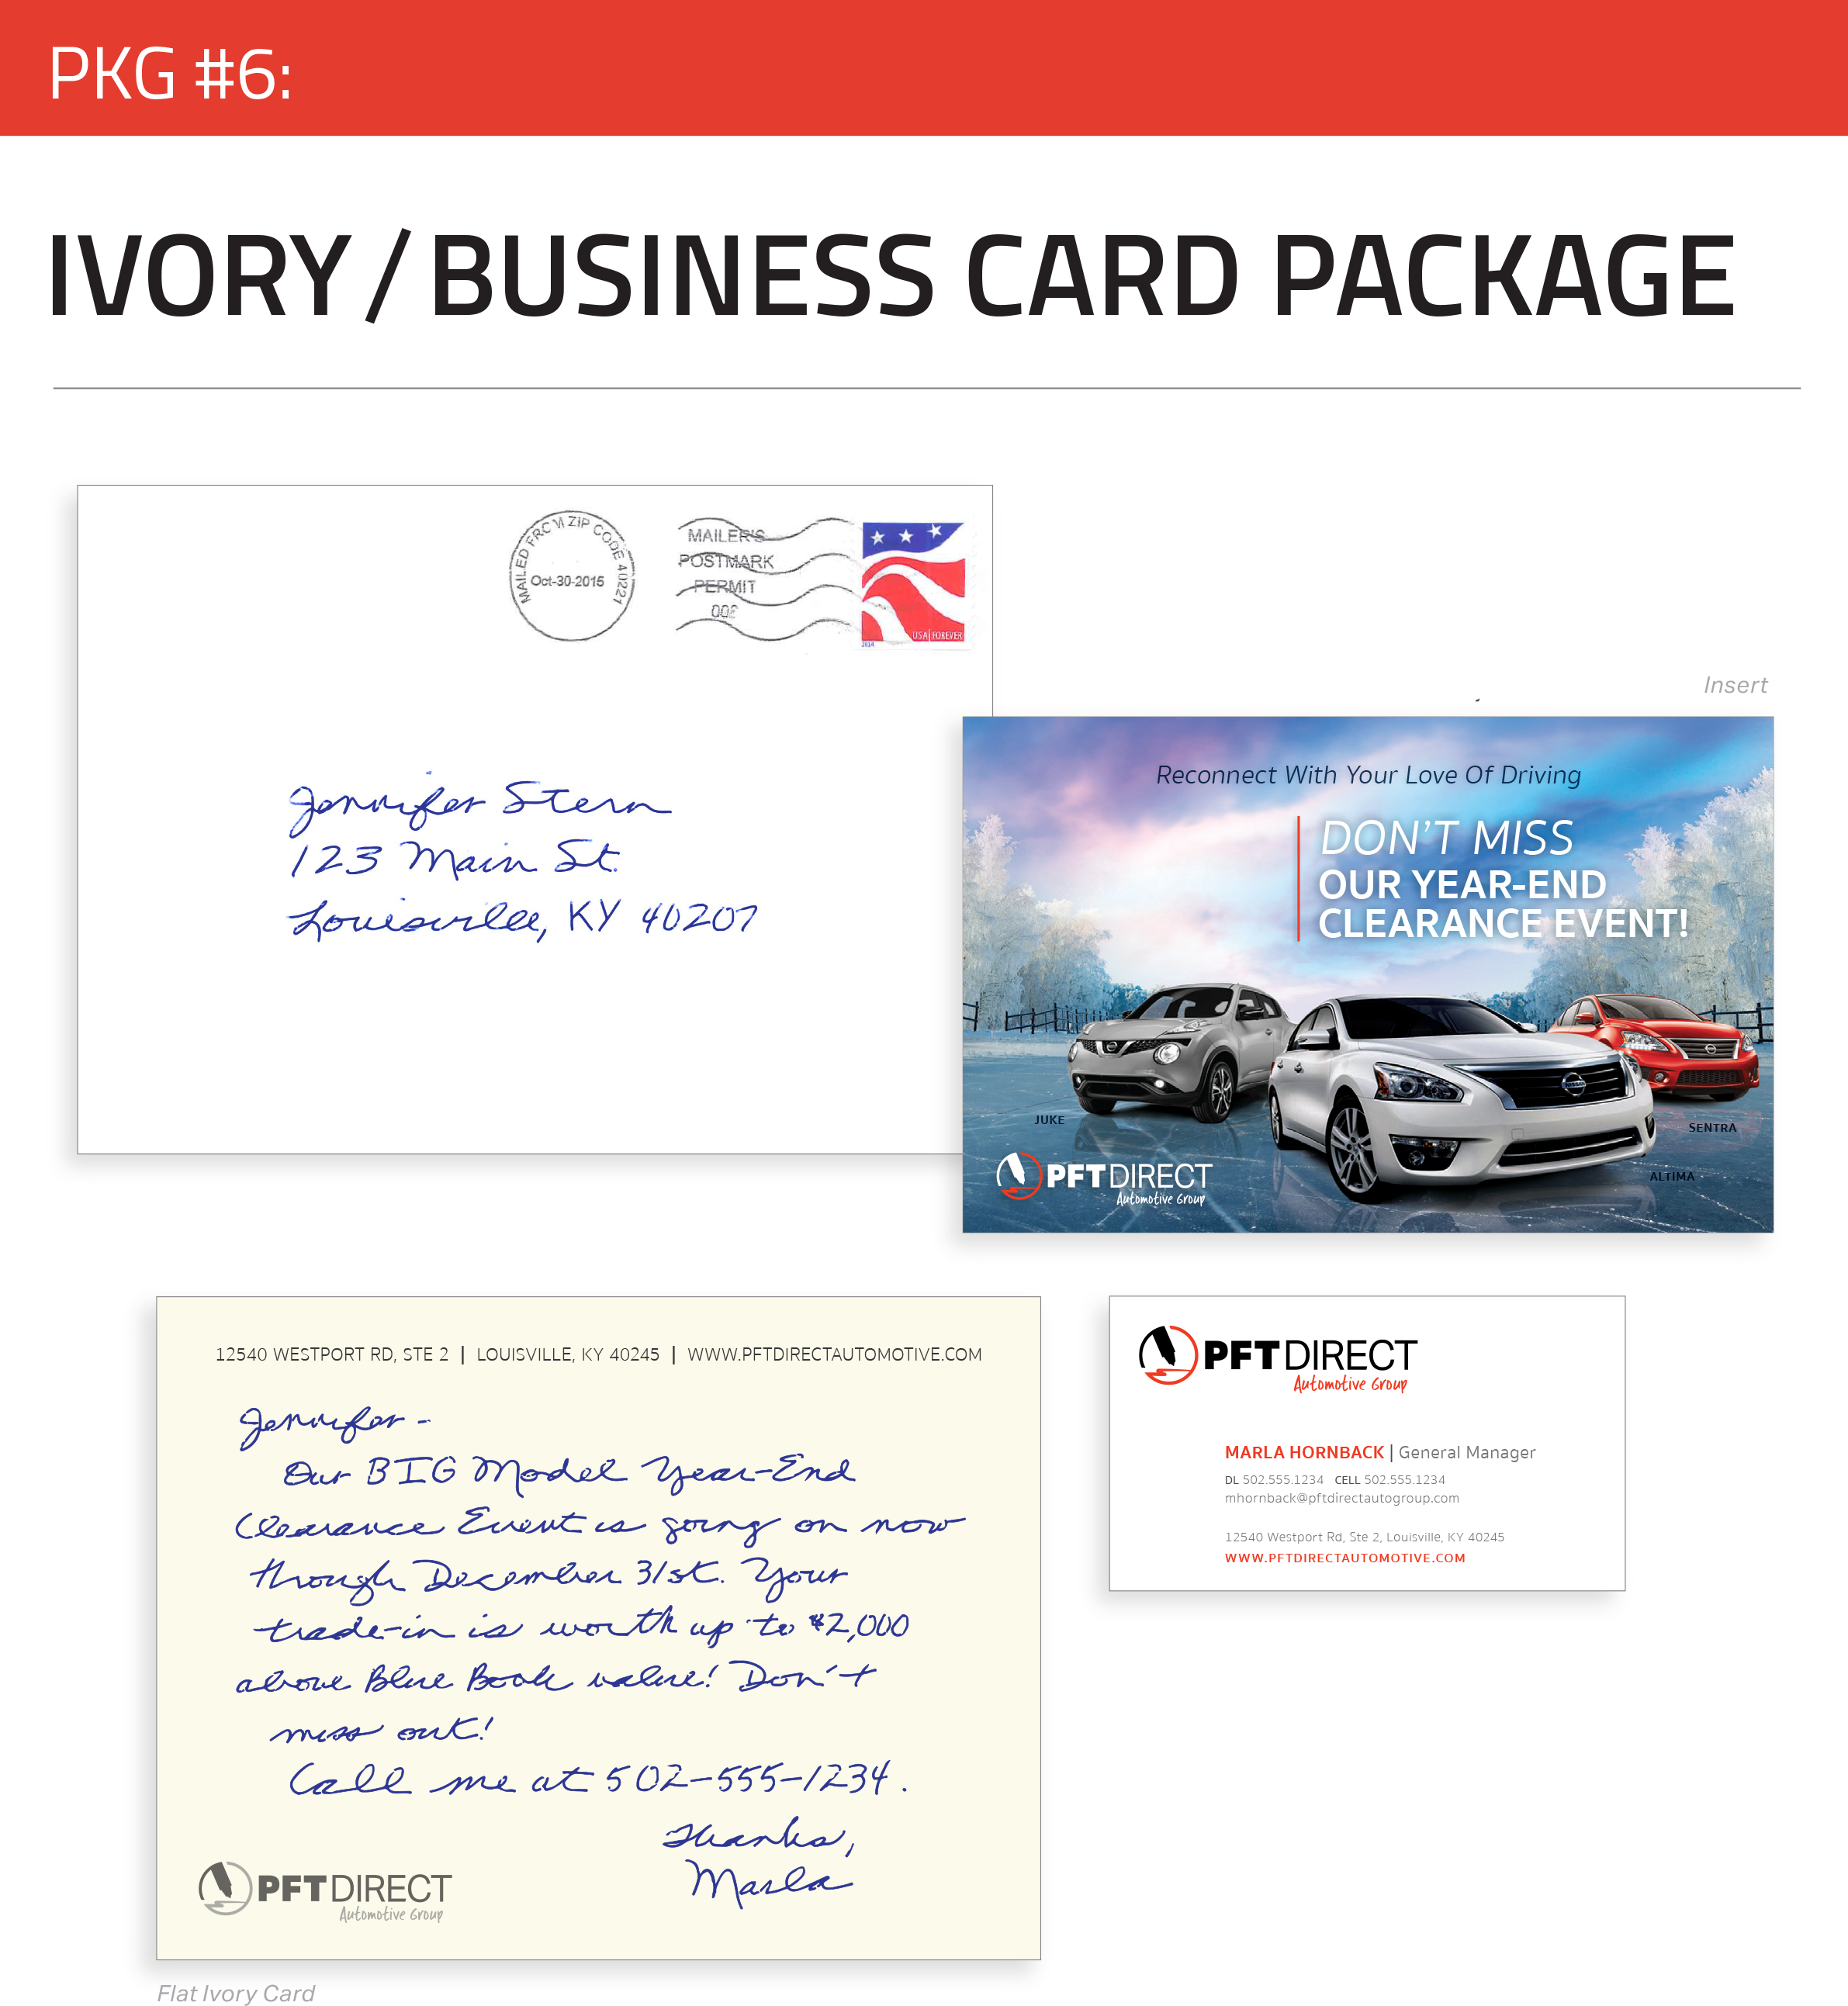 PKG #6:
IVORY / BUSINESS CARD PACKAGE
MAILED FROM ZIP CODE 40221
Oct-30-2015
MAILER'S
POSTMARK
PERMIT
002
USA FOREVER
2014
Jennifer Stern
123 Main St.
Louisville, KY 40207
Insert
Reconnect With Your Love Of Driving
DON'T MISS
OUR YEAR-END
CLEARANCE EVENT!
JUKE
SENTRA
ALTIMA
PFT DIRECT
Automotive Group
12540 WESTPORT RD, STE 2 | LOUISVILLE, KY 40245 | WWW.PFTDIRECTAUTOMOTIVE.COM
Jennifer -
Our BIG Model Year-End
Clearance Event is going on now
through December 31st. Your
trade-in is worth up to $2,000
above Blue Book value! Don't
miss out!
Call me at 502-555-1234.
Thanks,
Marla
PFT DIRECT
Automotive Group
Flat Ivory Card
PFT DIRECT
Automotive Group
MARLA HORNBACK | General Manager
DL 502.555.1234 CELL 502.555.1234
mhornback@pftdirectautogroup.com
12540 Westport Rd, Ste 2, Louisville, KY 40245
WWW.PFTDIRECTAUTOMOTIVE.COM